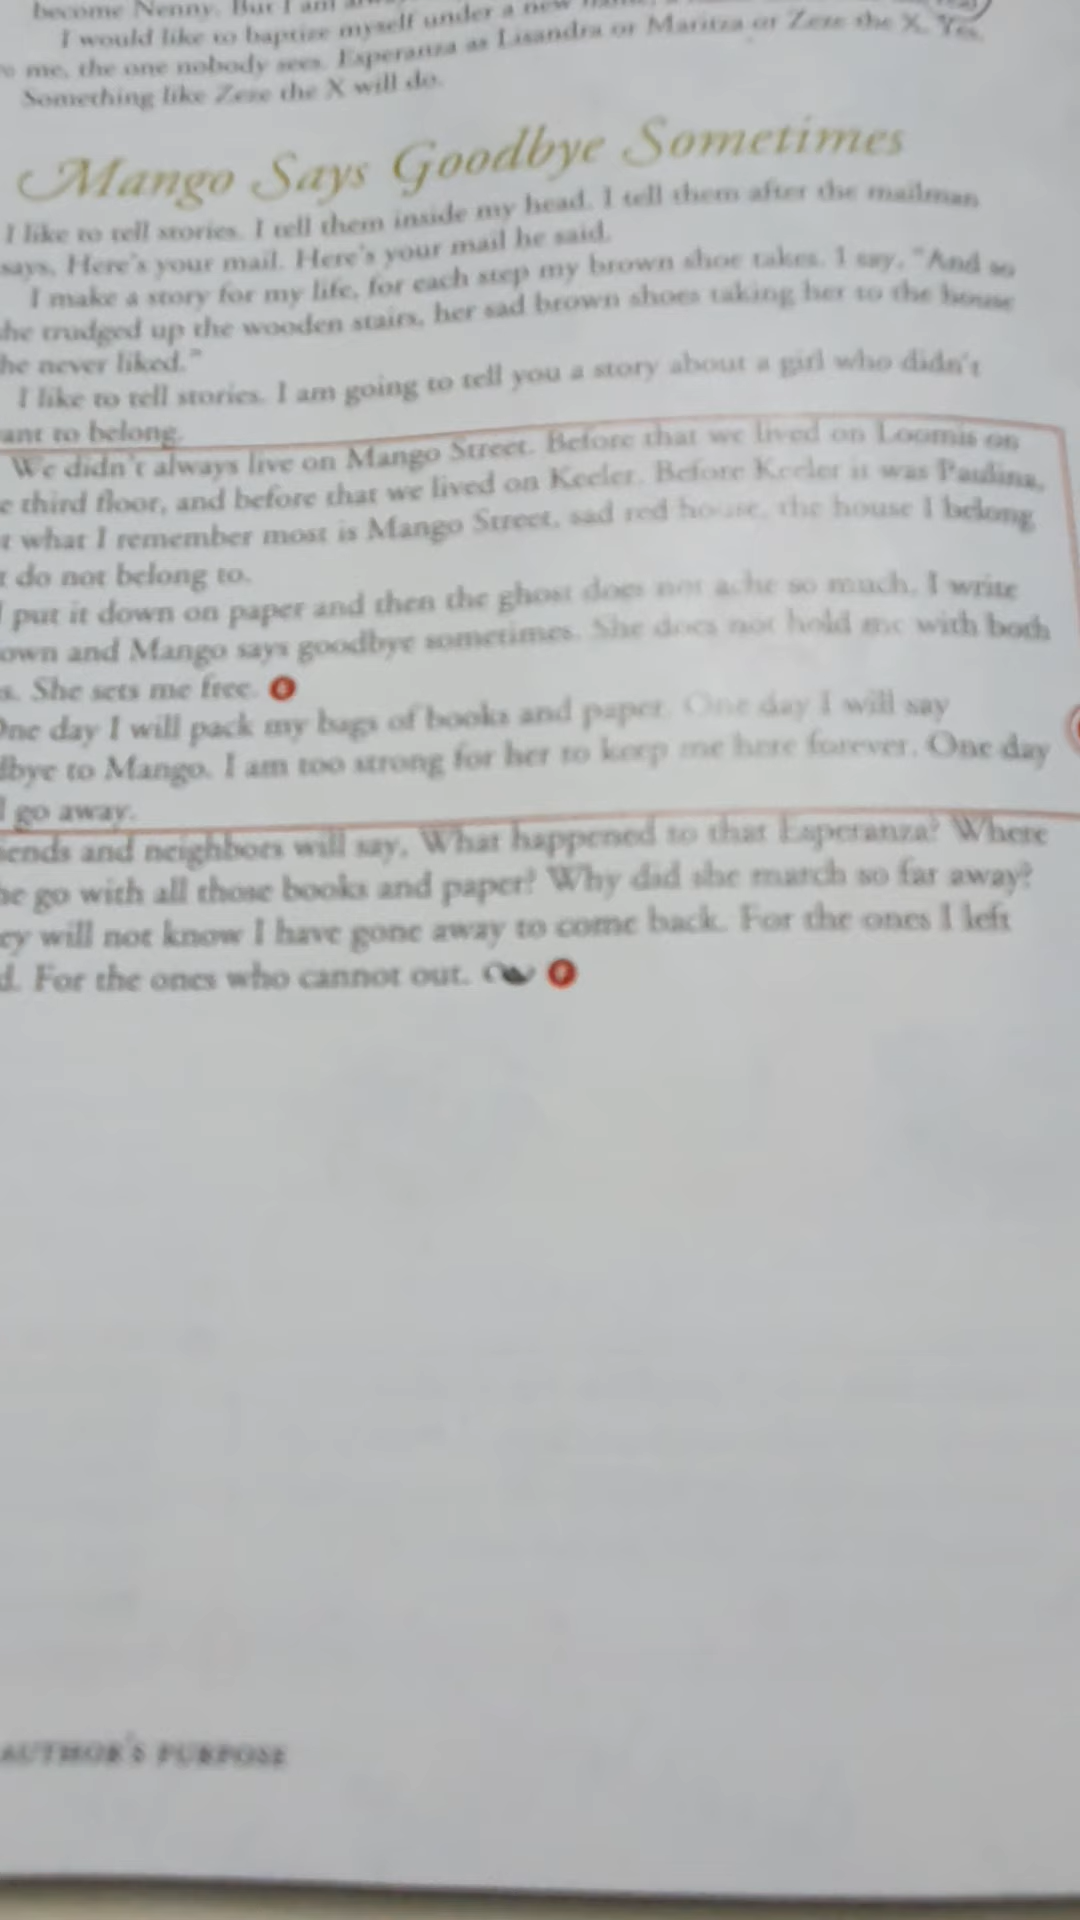 become Nenny. But I am
I would like to baptize myself under a new
me, the one nobody sees. Esperanza as Lisandra or Maritza or Zeze the X. Yes.
Something like Zeze the X will do.
Mango Says Goodbye Sometimes
I like to tell stories. I tell them inside my head. I tell them after the mailman
says, Here's your mail. Here's your mail he said.
I make a story for my life, for each step my brown shoe takes. I say, "And so
he trudged up the wooden stairs, her sad brown shoes taking her to the house
he never liked."
I like to tell stories. I am going to tell you a story about a girl who didn't
ant to belong.
We didn't always live on Mango Street. Before that we lived on Loomis on
e third floor, and before that we lived on Keeler. Before Keeler it was Paulina,
t what I remember most is Mango Street, sad red house, the house I belong
t do not belong to.
I put it down on paper and then the ghost does not ache so much. I write
own and Mango says goodbye sometimes. She does not hold me with both
s. She sets me free.
One day I will pack my bags of books and paper. One day I will say
dbye to Mango. I am too strong for her to keep me here forever. One day
l go away.
iends and neighbors will say, What happened to that Esperanza? Where
he go with all those books and paper? Why did she march so far away?
ey will not know I have gone away to come back. For the ones I left
d. For the ones who cannot out.
AUTHOR'S PURPOSE